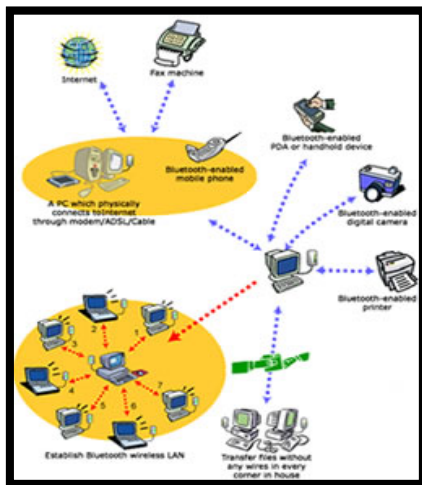 Internet
Fax machine
Bluetooth-enabled
PDA or handhold device
Bluetooth-enabled
mobile phone
A PC which physically
connects toInternet
through modem/ADSL/Cable
Bluetooth-enabled
digital camera
Bluetooth-enabled
printer
1
2
3
4
5
6
7
Establish Bluetooth wireless LAN
Transfer files without
any wires in every
corner in house